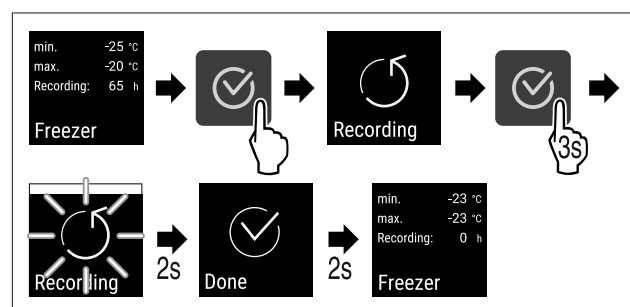 min. -25 °C
max. -20 °C
Recording: 65 h
Freezer
Recording
3s
Recording
2s
Done
2s
min. -23 °C
max. -23 °C
Recording: 0 h
Freezer